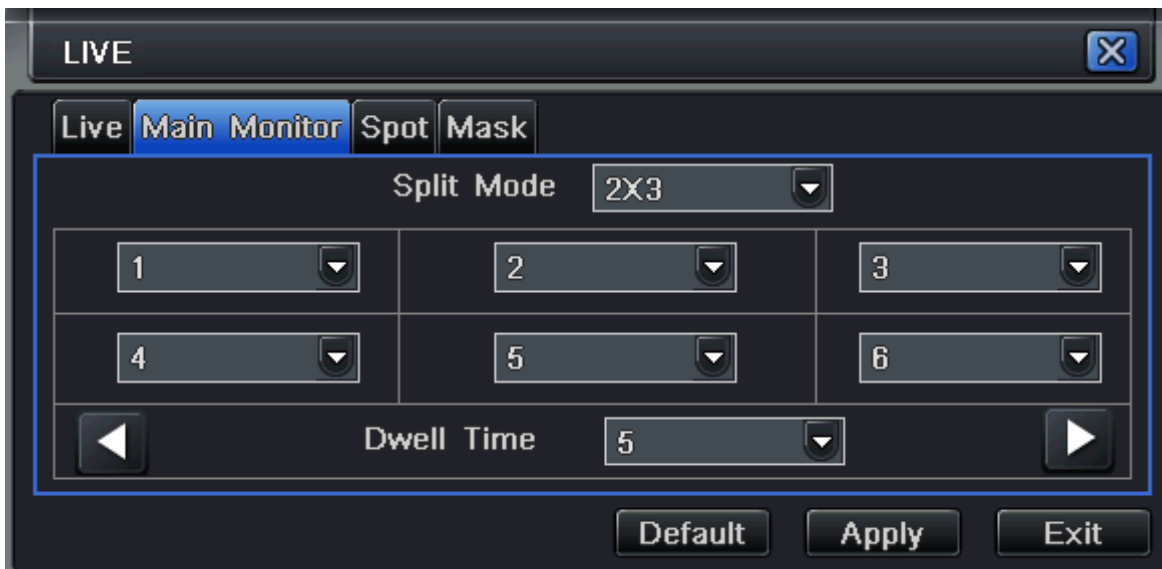 LIVE
Live Main Monitor Spot Mask
Split Mode 2X3
1 2 3
4 5 6
Dwell Time 5
Default Apply Exit